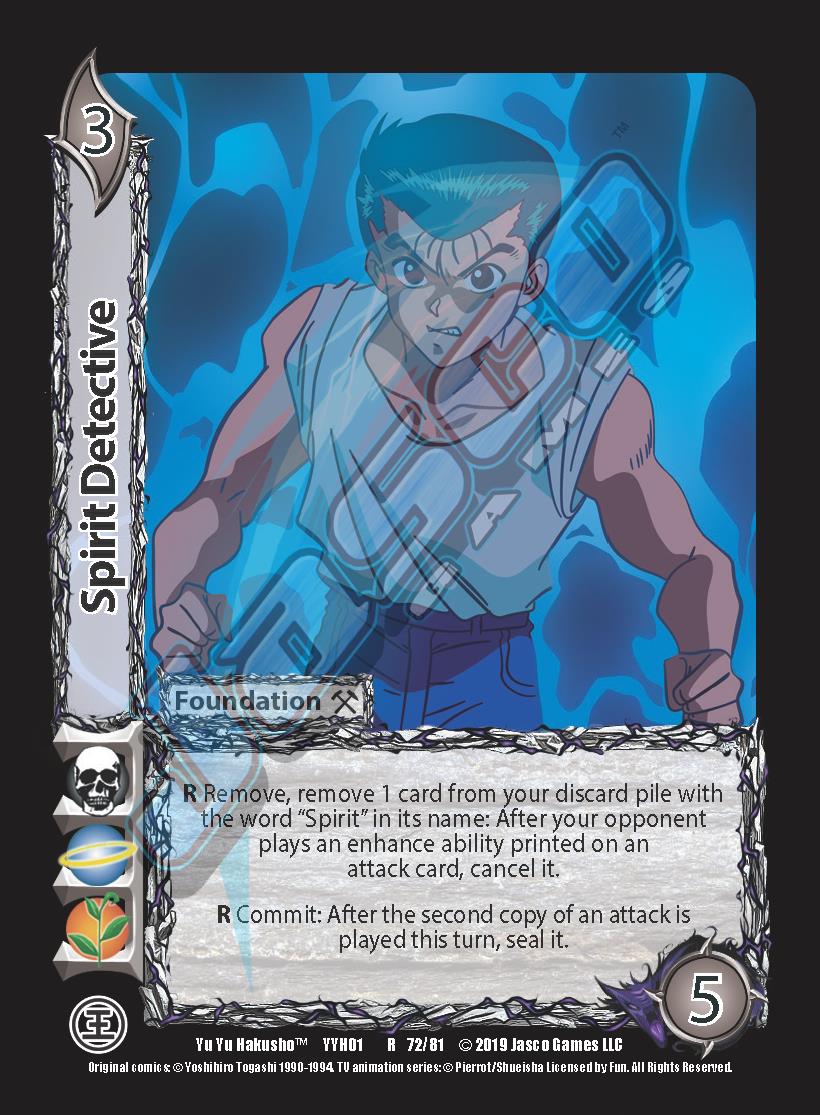 3
Spirit Detective
Foundation
R Remove, remove 1 card from your discard pile with
the word “Spirit” in its name: After your opponent
plays an enhance ability printed on an
attack card, cancel it.
R Commit: After the second copy of an attack is
played this turn, seal it.
5
Yu Yu Hakusho™ YYH01 R 72/81 © 2019 Jasco Games LLC
Original comics: © Yoshihiro Togashi 1990-1994. TV animation series: © Pierrot/Shueisha Licensed by Fun. All Rights Reserved.
王
TM